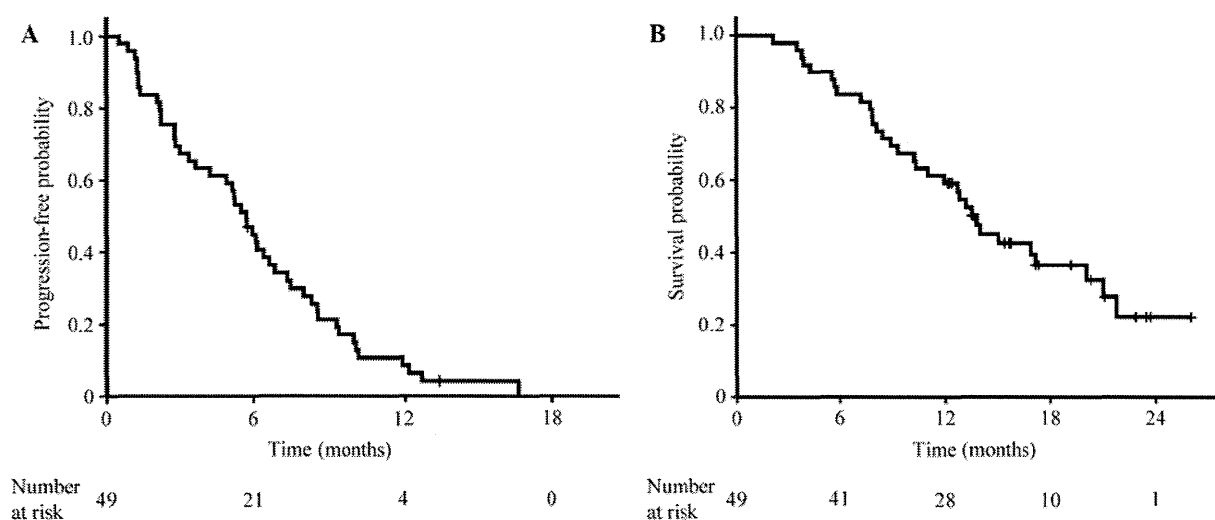 A
Progression-free probability
1.0
0.8
0.6
0.4
0.2
0
0 6 12 18
Time (months)
Number at risk 49 21 4 0
B
Survival probability
1.0
0.8
0.6
0.4
0.2
0
0 6 12 18 24
Time (months)
Number at risk 49 41 28 10 1